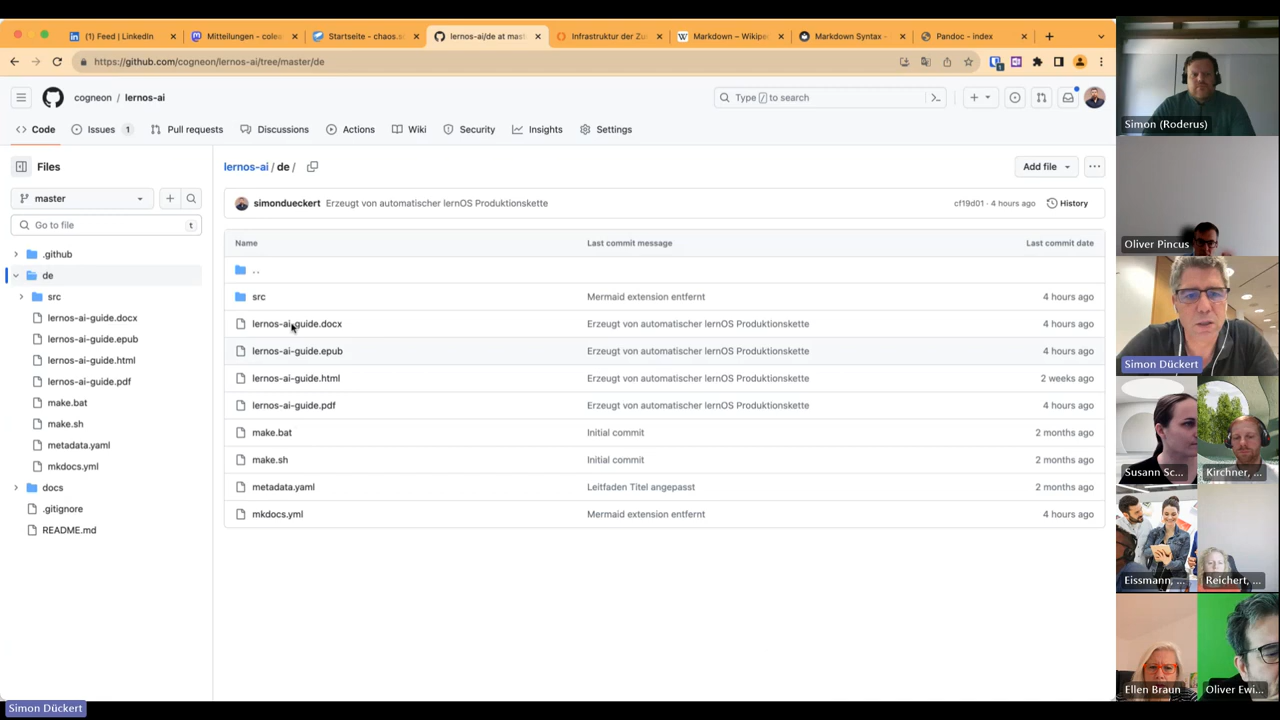 (1) Feed | LinkedIn
Mitteilungen - coleo
Startseite - chaos.so
lernos-ai/de at mast
Infrastruktur der Zu
Markdown – Wikipe
Markdown Syntax -
Pandoc - index
https://github.com/cogneon/lernos-ai/tree/master/de
cogneon / lernos-ai
Type / to search
Code
Issues 1
Pull requests
Discussions
Actions
Wiki
Security
Insights
Settings
Files
master
Go to file
t
.github
de
src
lernos-ai-guide.docx
lernos-ai-guide.epub
lernos-ai-guide.html
lernos-ai-guide.pdf
make.bat
make.sh
metadata.yaml
mkdocs.yml
docs
.gitignore
README.md
lernos-ai / de /
Add file
simondueckert Erzeugt von automatischer lernOS Produktionskette
cf19d01 · 4 hours ago
History
Name Last commit message Last commit date
..
src Mermaid extension entfernt 4 hours ago
lernos-ai-guide.docx Erzeugt von automatischer lernOS Produktionskette 4 hours ago
lernos-ai-guide.epub Erzeugt von automatischer lernOS Produktionskette 4 hours ago
lernos-ai-guide.html Erzeugt von automatischer lernOS Produktionskette 2 weeks ago
lernos-ai-guide.pdf Erzeugt von automatischer lernOS Produktionskette 4 hours ago
make.bat Initial commit 2 months ago
make.sh Initial commit 2 months ago
metadata.yaml Leitfaden Titel angepasst 2 months ago
mkdocs.yml Mermaid extension entfernt 4 hours ago
Simon (Roderus)
Oliver Pincus
Simon Dückert
Susann Sc...
Kirchner, ...
Eissmann, ...
Reichert, ...
Ellen Braun
Oliver Ewi...
Simon Dückert